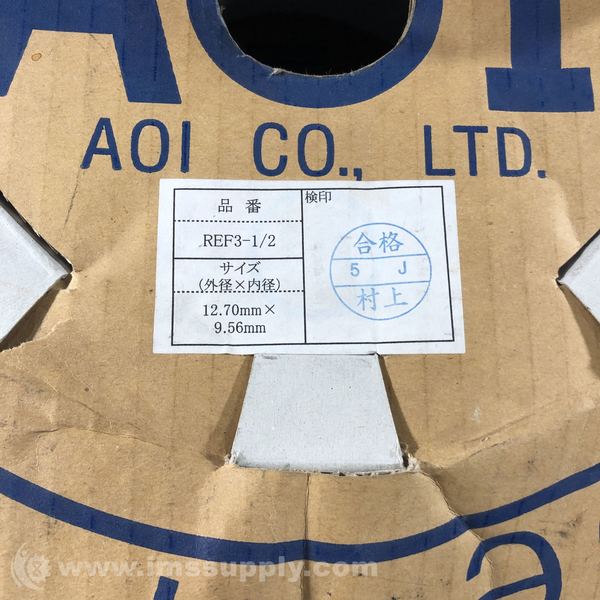 AOI
AOI CO., LTD.
品番
検印
REF3-1/2
サイズ
(外径×内径)
12.70mm×
9.56mm
合格
5 J
村上
a
www.imssupply.com